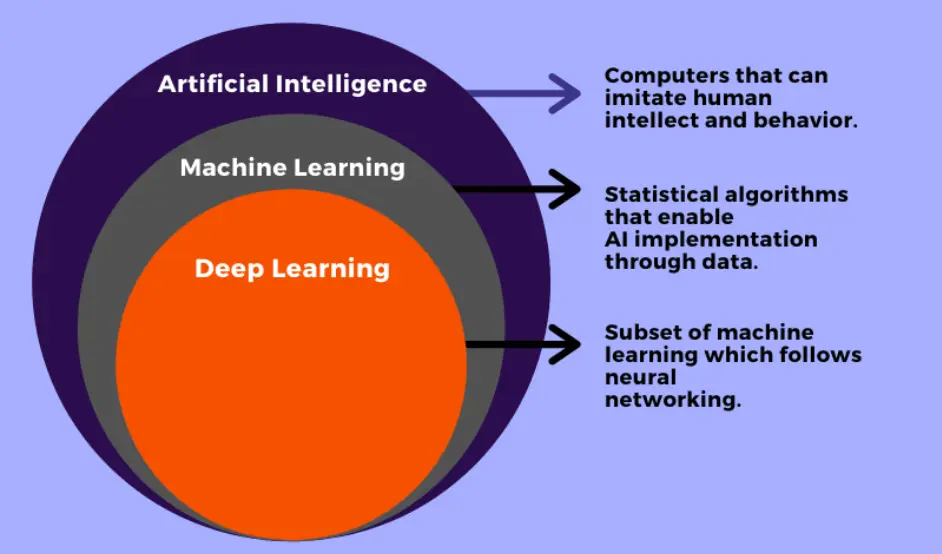 Artificial Intelligence
Computers that can
imitate human
intellect and behavior.
Machine Learning
Statistical algorithms
that enable
AI implementation
through data.
Deep Learning
Subset of machine
learning which follows
neural
networking.